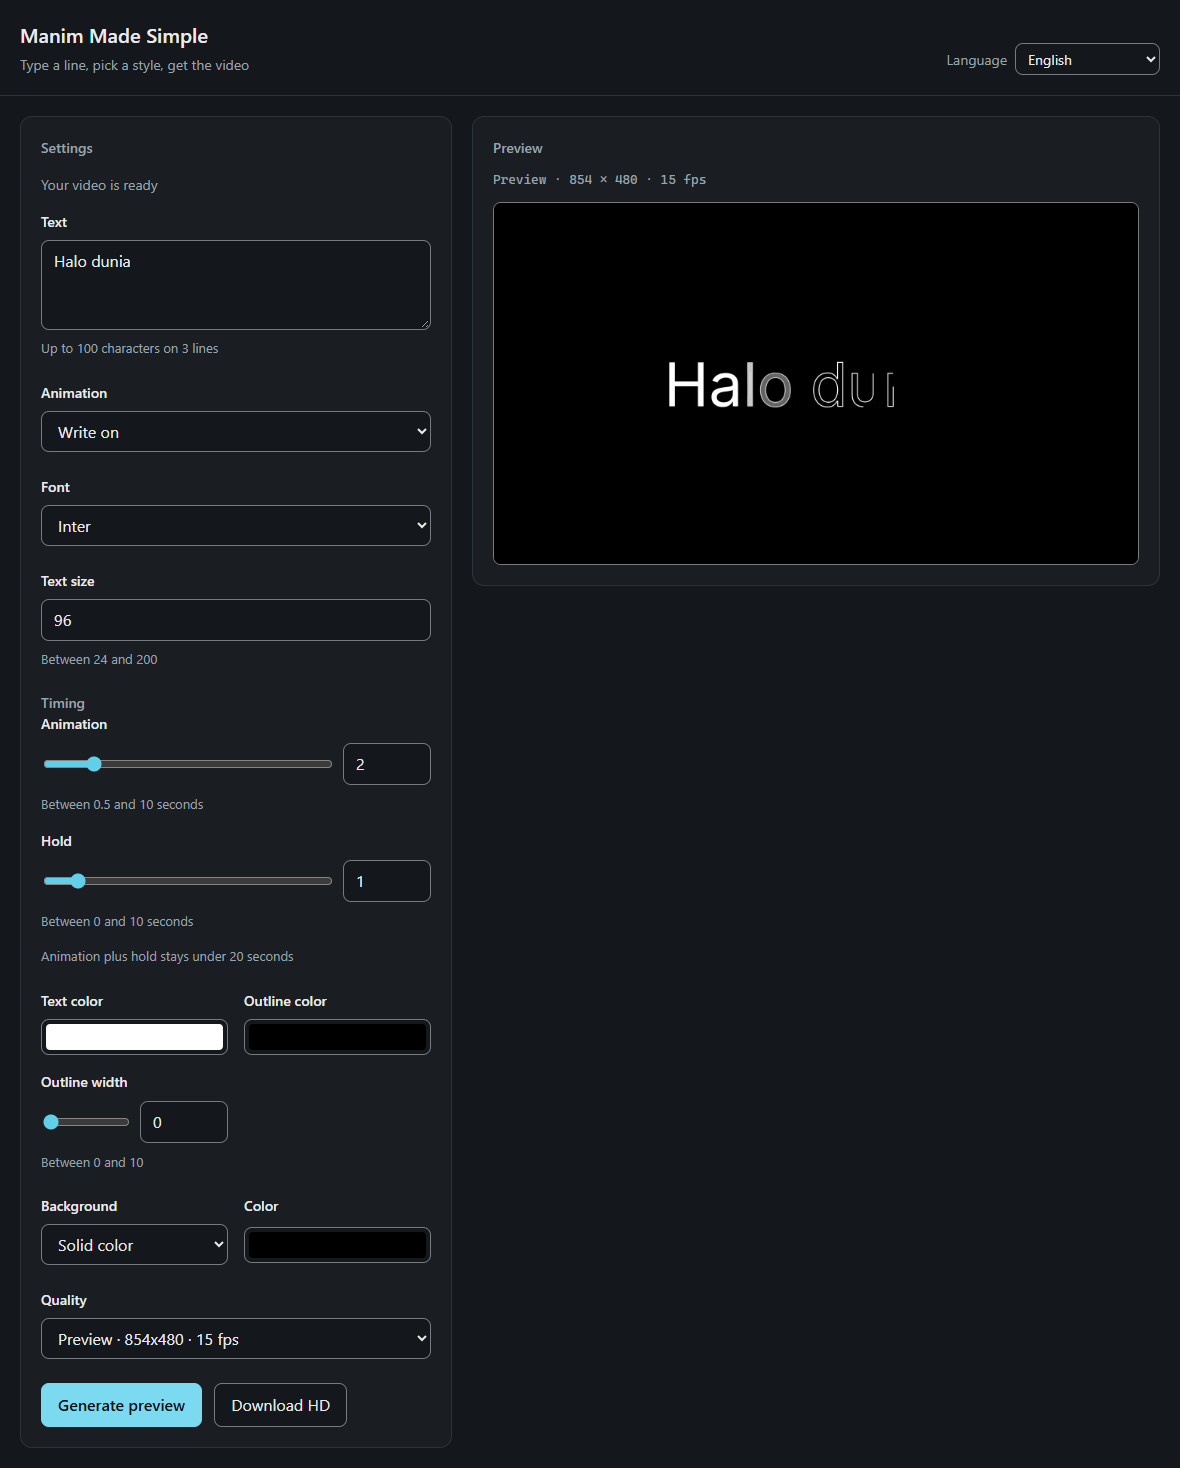 Manim Made Simple
Type a line, pick a style, get the video
Language
English
Settings
Your video is ready
Text
Halo dunia
Up to 100 characters on 3 lines
Animation
Write on
Font
Inter
Text size
96
Between 24 and 200
Timing
Animation
2
Between 0.5 and 10 seconds
Hold
1
Between 0 and 10 seconds
Animation plus hold stays under 20 seconds
Text color
Outline color
Outline width
0
Between 0 and 10
Background
Color
Solid color
Quality
Preview · 854x480 · 15 fps
Generate preview
Download HD
Preview
Preview · 854 × 480 · 15 fps
Halo du